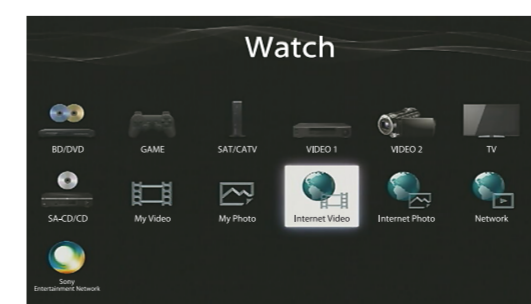 Watch
BD/DVD GAME SAT/CATV VIDEO 1 VIDEO 2 TV
SA-CD/CD My Video My Photo Internet Video Internet Photo Network
Sony
Entertainment Network